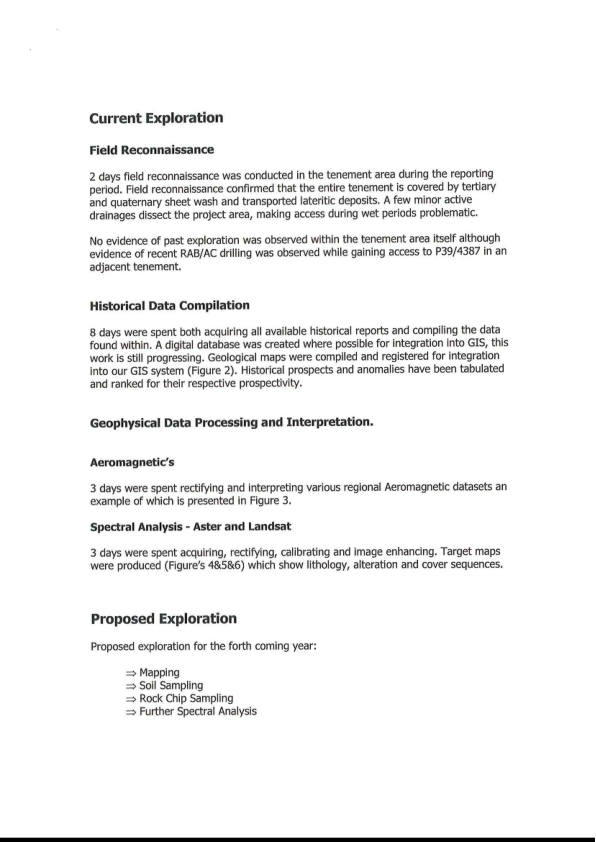 Current Exploration
Field Reconnaissance
2 days field reconnaissance was conducted in the tenement area during the reporting
period. Field reconnaissance confirmed that the entire tenement is covered by tertiary
and quaternary sheet wash and transported lateritic deposits. A few minor active
drainages dissect the project area, making access during wet periods problematic.
No evidence of past exploration was observed within the tenement area itself although
evidence of recent RAB/AC drilling was observed while gaining access to P39/4387 in an
adjacent tenement.
Historical Data Compilation
8 days were spent both acquiring all available historical reports and compiling the data
found within. A digital database was created where possible for integration into GIS, this
work is still progressing. Geological maps were compiled and registered for integration
into our GIS system (Figure 2). Historical prospects and anomalies have been tabulated
and ranked for their respective prospectivity.
Geophysical Data Processing and Interpretation.
Aeromagnetic's
3 days were spent rectifying and interpreting various regional Aeromagnetic datasets an
example of which is presented in Figure 3.
Spectral Analysis - Aster and Landsat
3 days were spent acquiring, rectifying, calibrating and image enhancing. Target maps
were produced (Figure's 4&5&6) which show lithology, alteration and cover sequences.
Proposed Exploration
Proposed exploration for the forth coming year:
⇒ Mapping
⇒ Soil Sampling
⇒ Rock Chip Sampling
⇒ Further Spectral Analysis